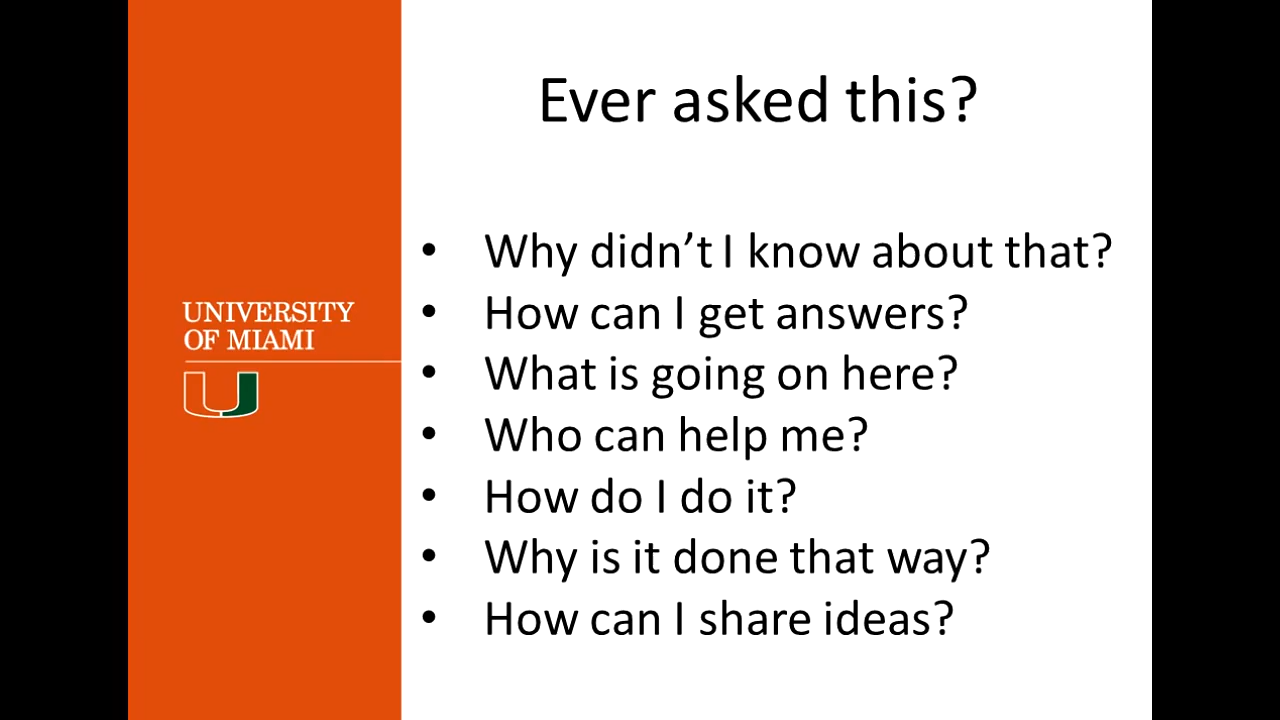 Ever asked this?
UNIVERSITY
OF MIAMI
U
• Why didn’t I know about that?
• How can I get answers?
• What is going on here?
• Who can help me?
• How do I do it?
• Why is it done that way?
• How can I share ideas?